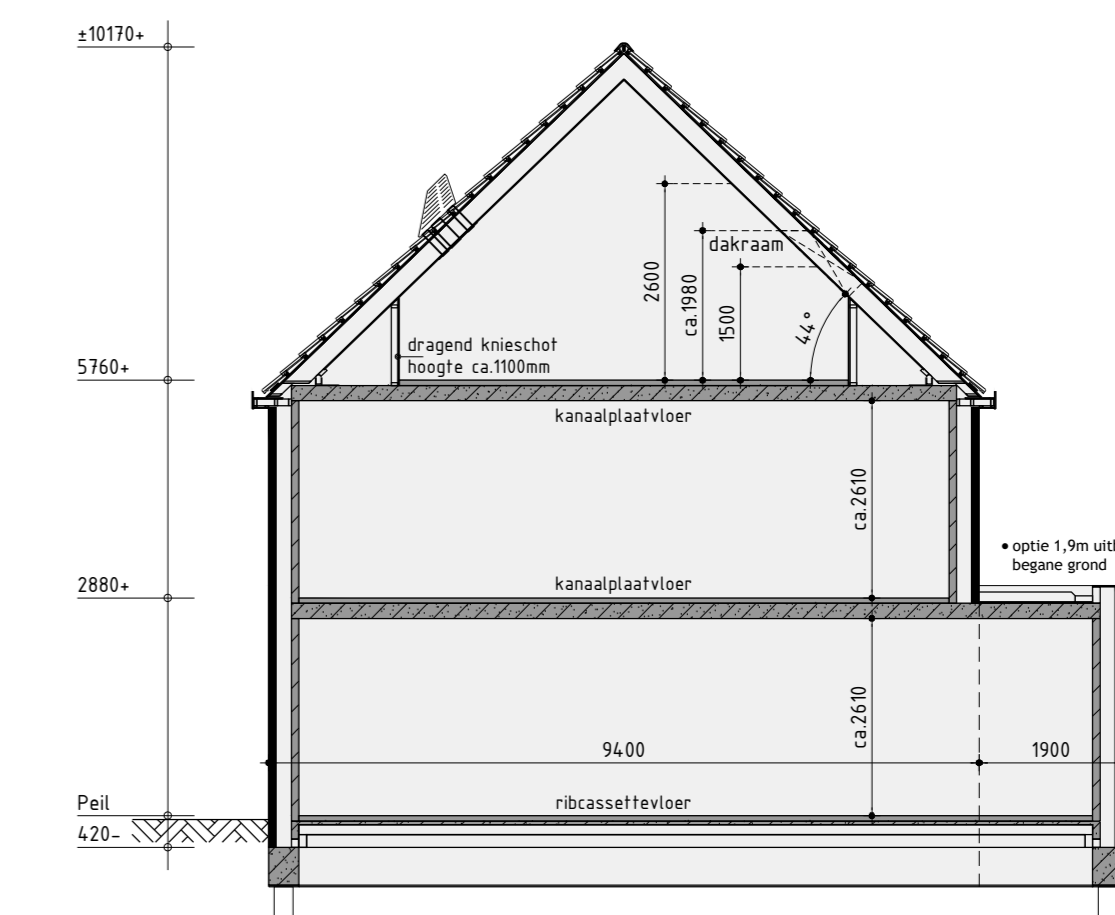 ±10170+
dakraam
2600
ca.1980
1500
44°
dragend knieschot
hoogte ca.1100mm
5760+
kanaalplaatvloer
ca.2610
• optie 1,9m
begane grond
2880+
kanaalplaatvloer
ca.2610
9400
1900
Peil
ribcassettevloer
420-